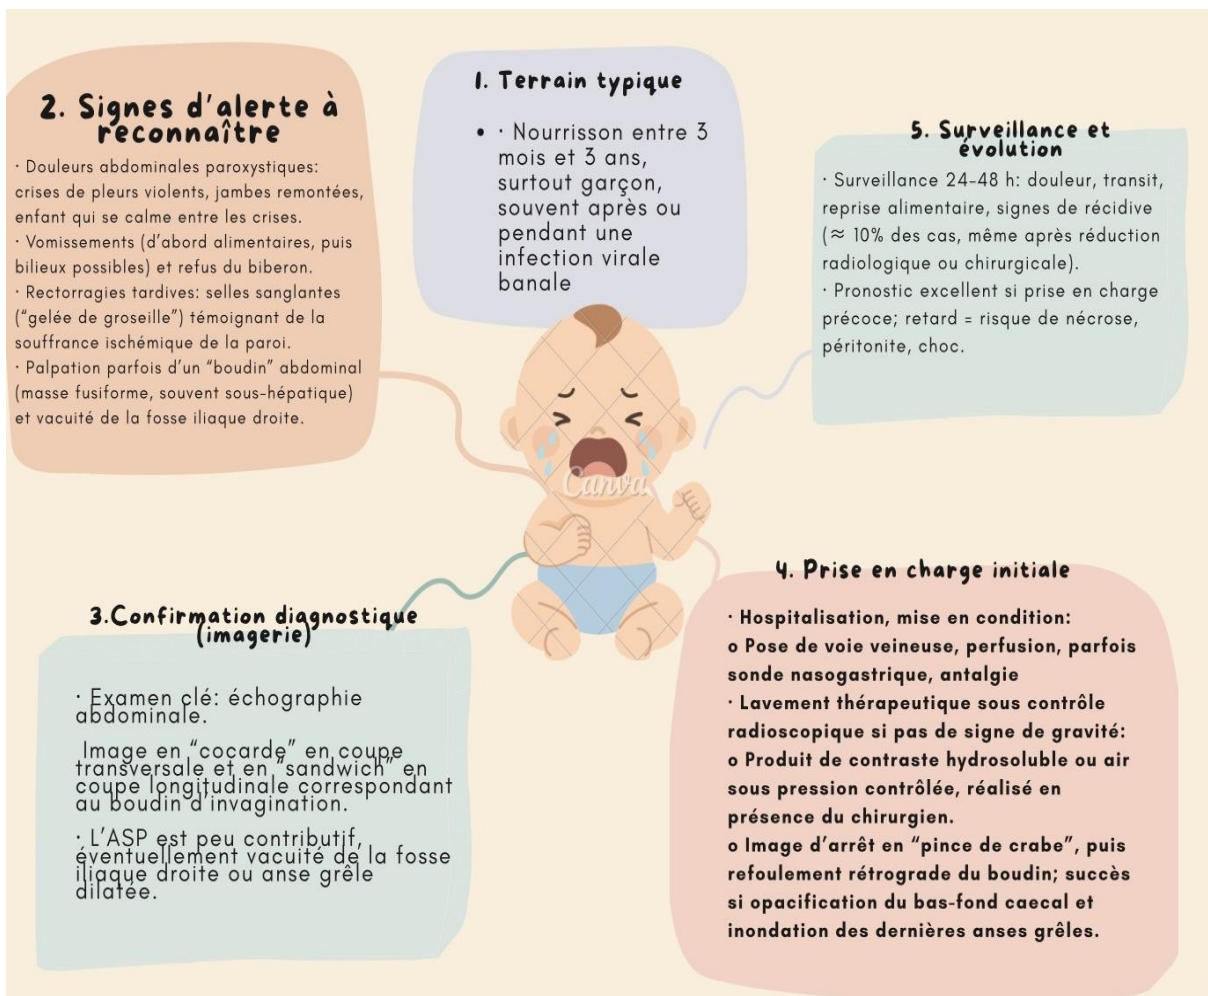 1. Terrain typique
• · Nourrisson entre 3
mois et 3 ans,
surtout garçon,
souvent après ou
pendant une
infection virale
banale
2. Signes d'alerte à
reconnaître
· Douleurs abdominales paroxystiques:
crises de pleurs violents, jambes remontées,
enfant qui se calme entre les crises.
· Vomissements (d'abord alimentaires, puis
bilieux possibles) et refus du biberon.
· Rectorragies tardives: selles sanglantes
("gelée de groseille") témoignant de la
souffrance ischémique de la paroi.
· Palpation parfois d'un "boudin" abdominal
(masse fusiforme, souvent sous-hépatique)
et vacuité de la fosse iliaque droite.
3.Confirmation diagnostique
(imagerie)
· Examen clé: échographie
abdominale.
Image en "cocarde" en coupe
transversale et en "sandwich" en
coupe longitudinale correspondant
au boudin d'invagination.
· L'ASP est peu contributif,
éventuellement vacuité de la fosse
iliaque droite ou anse grêle
dilatée.
4. Prise en charge initiale
· Hospitalisation, mise en condition:
o Pose de voie veineuse, perfusion, parfois
sonde nasogastrique, antalgie
· Lavement thérapeutique sous contrôle
radioscopique si pas de signe de gravité:
o Produit de contraste hydrosoluble ou air
sous pression contrôlée, réalisé en
présence du chirurgien.
o Image d'arrêt en "pince de crabe", puis
refoulement rétrograde du boudin; succès
si opacification du bas-fond caecal et
inondation des dernières anses grêles.
5. Surveillance et
évolution
· Surveillance 24-48 h: douleur, transit,
reprise alimentaire, signes de récidive
(≈ 10% des cas, même après réduction
radiologique ou chirurgicale).
· Pronostic excellent si prise en charge
précoce; retard = risque de nécrose,
péritonite, choc.
Canva